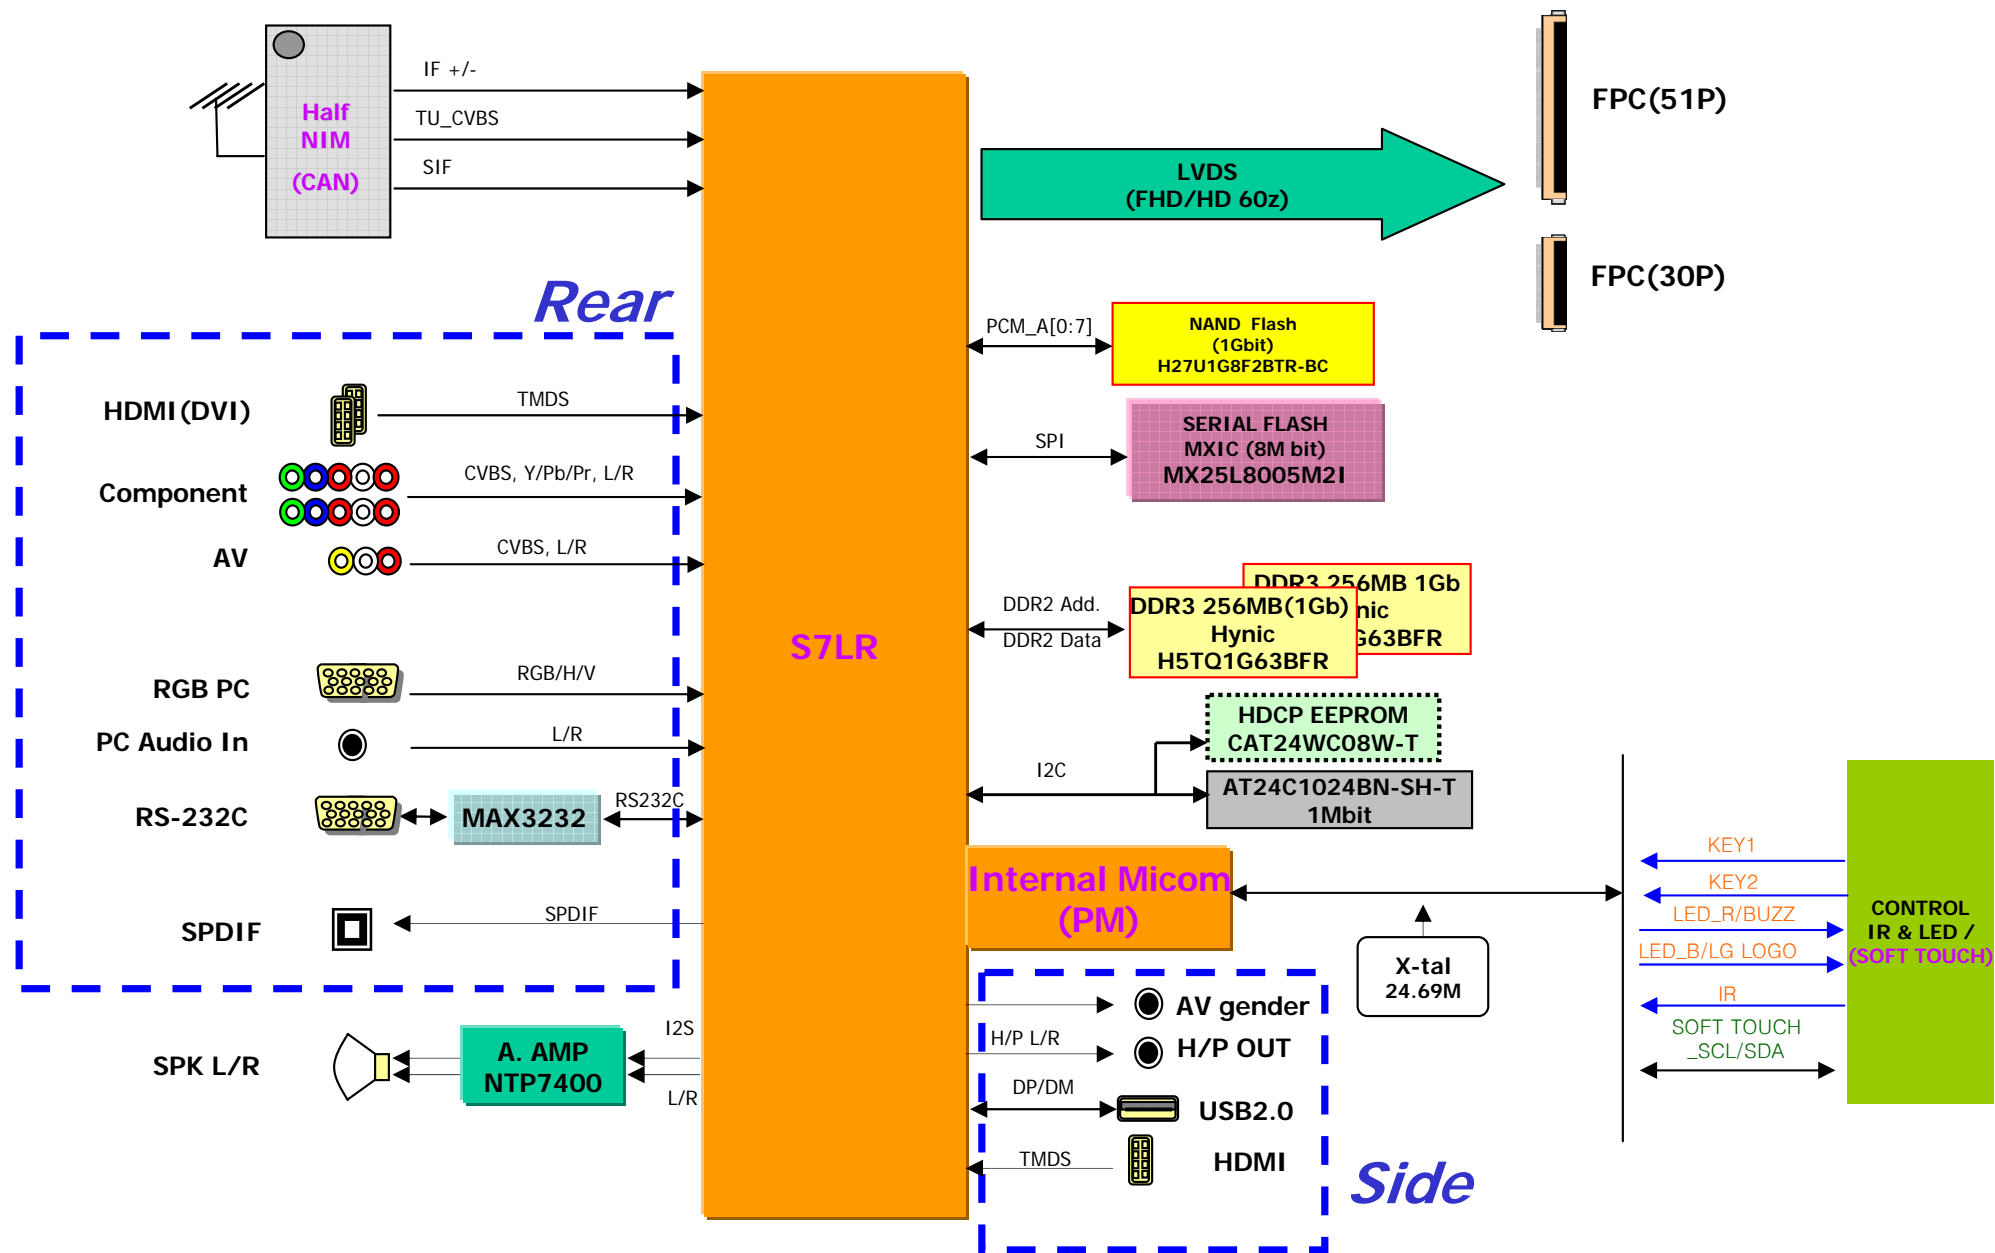 IF +/-
Half
NIM
(CAN)
TU_CVBS
SIF
LVDS
(FHD/HD 60z)
FPC(51P)
FPC(30P)
Rear
HDMI(DVI)
TMDS
Component
CVBS, Y/Pb/Pr, L/R
AV
CVBS, L/R
RGB PC
RGB/H/V
PC Audio In
L/R
RS-232C
MAX3232
RS232C
SPDIF
SPDIF
SPK L/R
A. AMP
NTP7400
I2S
L/R
S7LR
PCM_A[0:7]
NAND Flash
(1Gbit)
H27U1G8F2BTR-BC
SPI
SERIAL FLASH
MXIC (8M bit)
MX25L8005M2I
DDR2 Add.
DDR2 Data
DDR3 256MB 1Gb
nic
G63BFR
DDR3 256MB(1Gb)
Hynic
H5TQ1G63BFR
HDCP EEPROM
CAT24WC08W-T
I2C
AT24C1024BN-SH-T
1Mbit
Internal Micom
(PM)
X-tal
24.69M
KEY1
KEY2
LED_R/BUZZ
LED_B/LG LOGO
IR
SOFT TOUCH
_SCL/SDA
CONTROL
IR & LED /
(SOFT TOUCH)
AV gender
H/P L/R
H/P OUT
DP/DM
USB2.0
TMDS
HDMI
Side